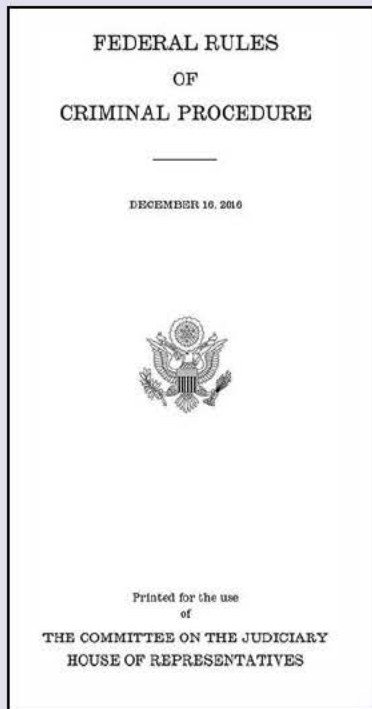 FEDERAL RULES
OF
CRIMINAL PROCEDURE
DECEMBER 16, 2016
Printed for the use
of
THE COMMITTEE ON THE JUDICIARY
HOUSE OF REPRESENTATIVES